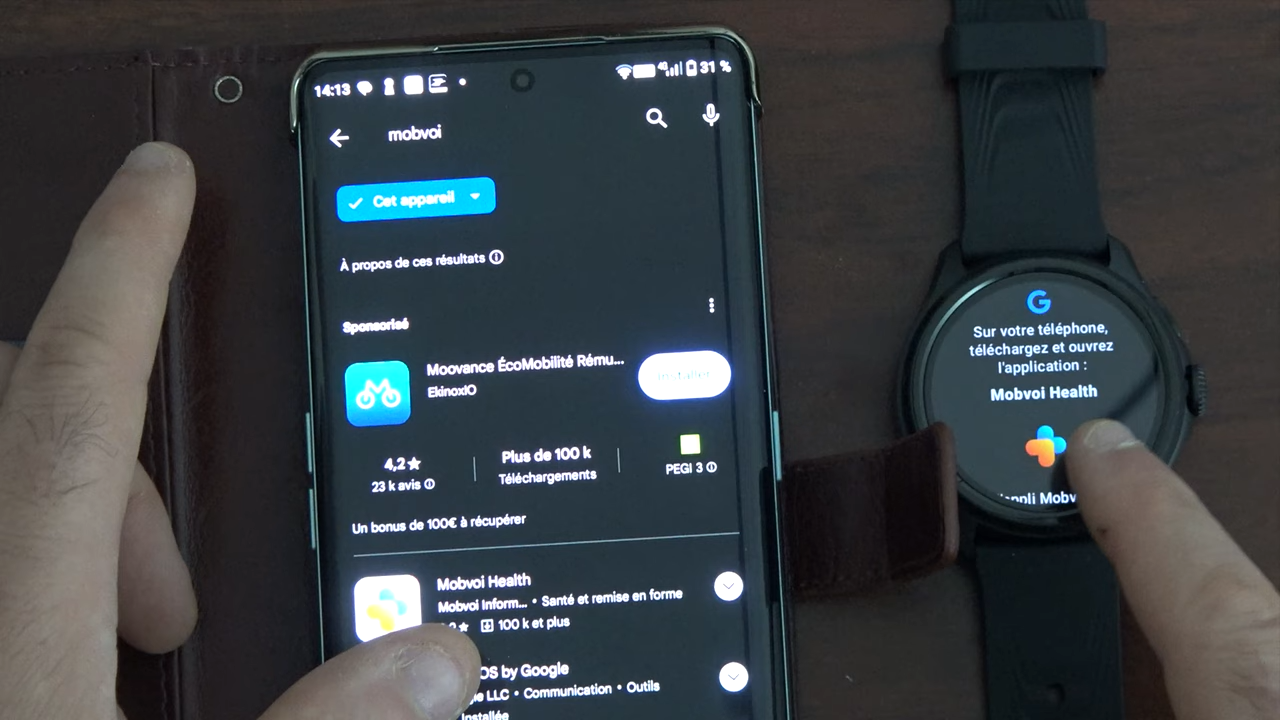 14:13
31 %
mobvoi
Cet appareil
À propos de ces résultats
Sponsorisé
Moovance ÉcoMobilité Rému...
EkinoxIO
Installer
4,2★
23 k avis
Plus de 100 k
Téléchargements
PEGI 3
Un bonus de 100€ à récupérer
Mobvoi Health
Mobvoi Inform... • Santé et remise en forme
100 k et plus
OS by Google
LLC • Communication • Outils
Installée
G
Sur votre téléphone,
téléchargez et ouvrez
l'application :
Mobvoi Health